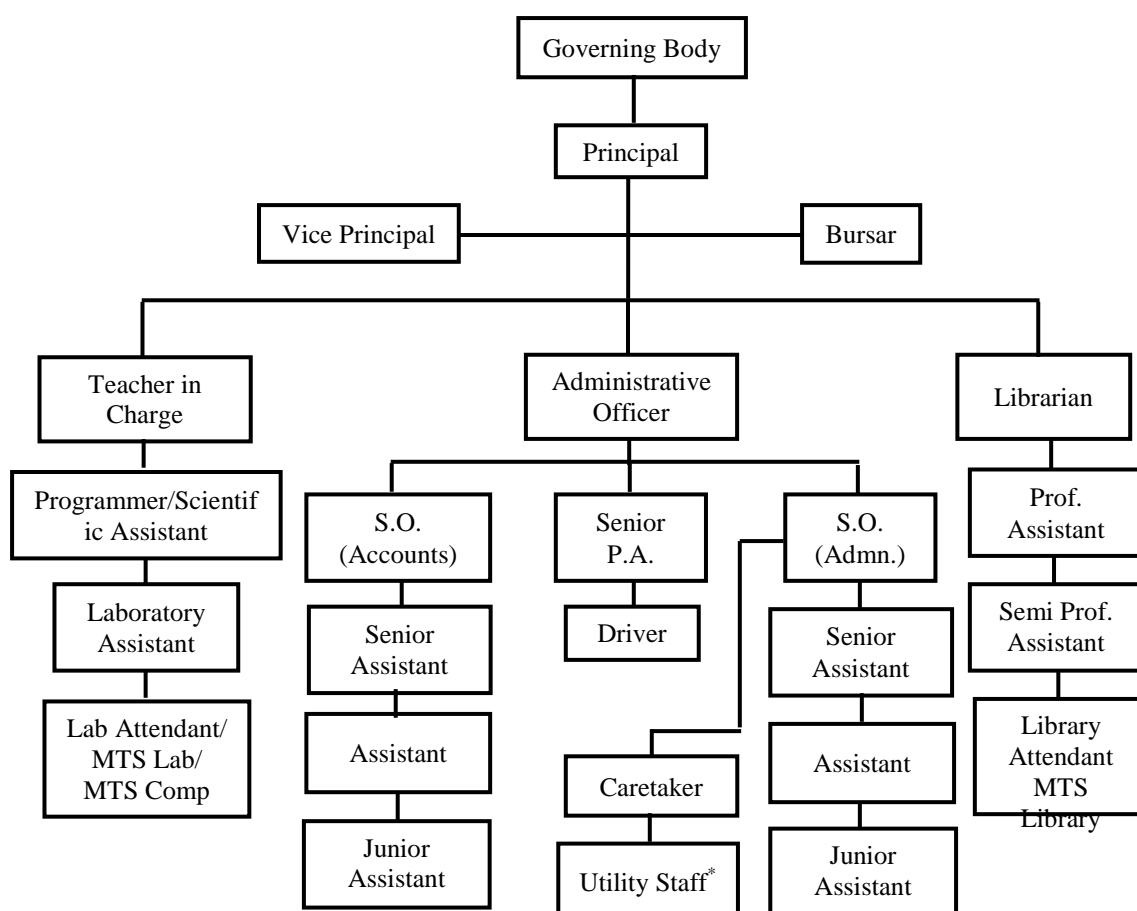 Governing Body
Principal
Vice Principal
Bursar
Teacher in
Charge
Administrative
Officer
Librarian
Programmer/Scientif
ic Assistant
S.O.
(Accounts)
Senior
P.A.
S.O.
(Admn.)
Prof.
Assistant
Laboratory
Assistant
Senior
Assistant
Driver
Senior
Assistant
Semi Prof.
Assistant
Lab Attendant/
MTS Lab/
MTS Comp
Assistant
Caretaker
Assistant
Library
Attendant
MTS
Library
Junior
Assistant
Utility Staff*
Junior
Assistant